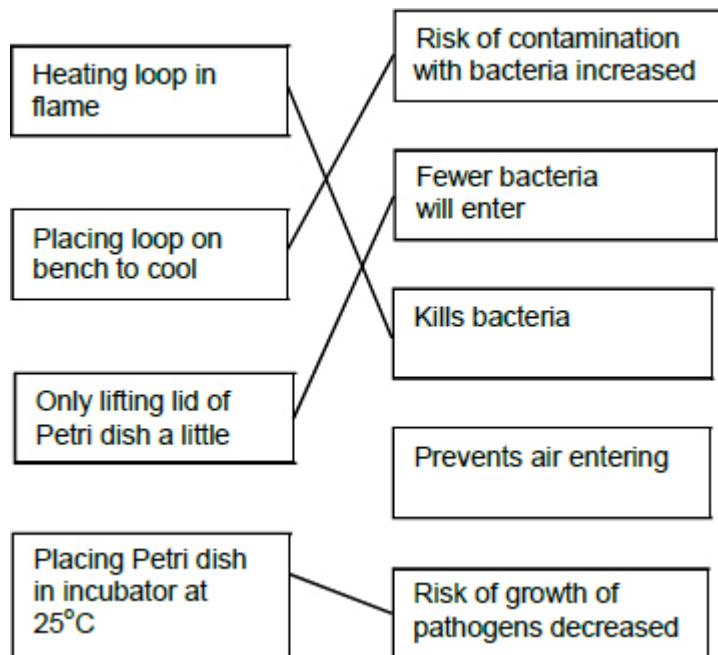 Heating loop in
flame
Placing loop on
bench to cool
Only lifting lid of
Petri dish a little
Placing Petri dish
in incubator at
25°C
Risk of contamination
with bacteria increased
Fewer bacteria
will enter
Kills bacteria
Prevents air entering
Risk of growth of
pathogens decreased